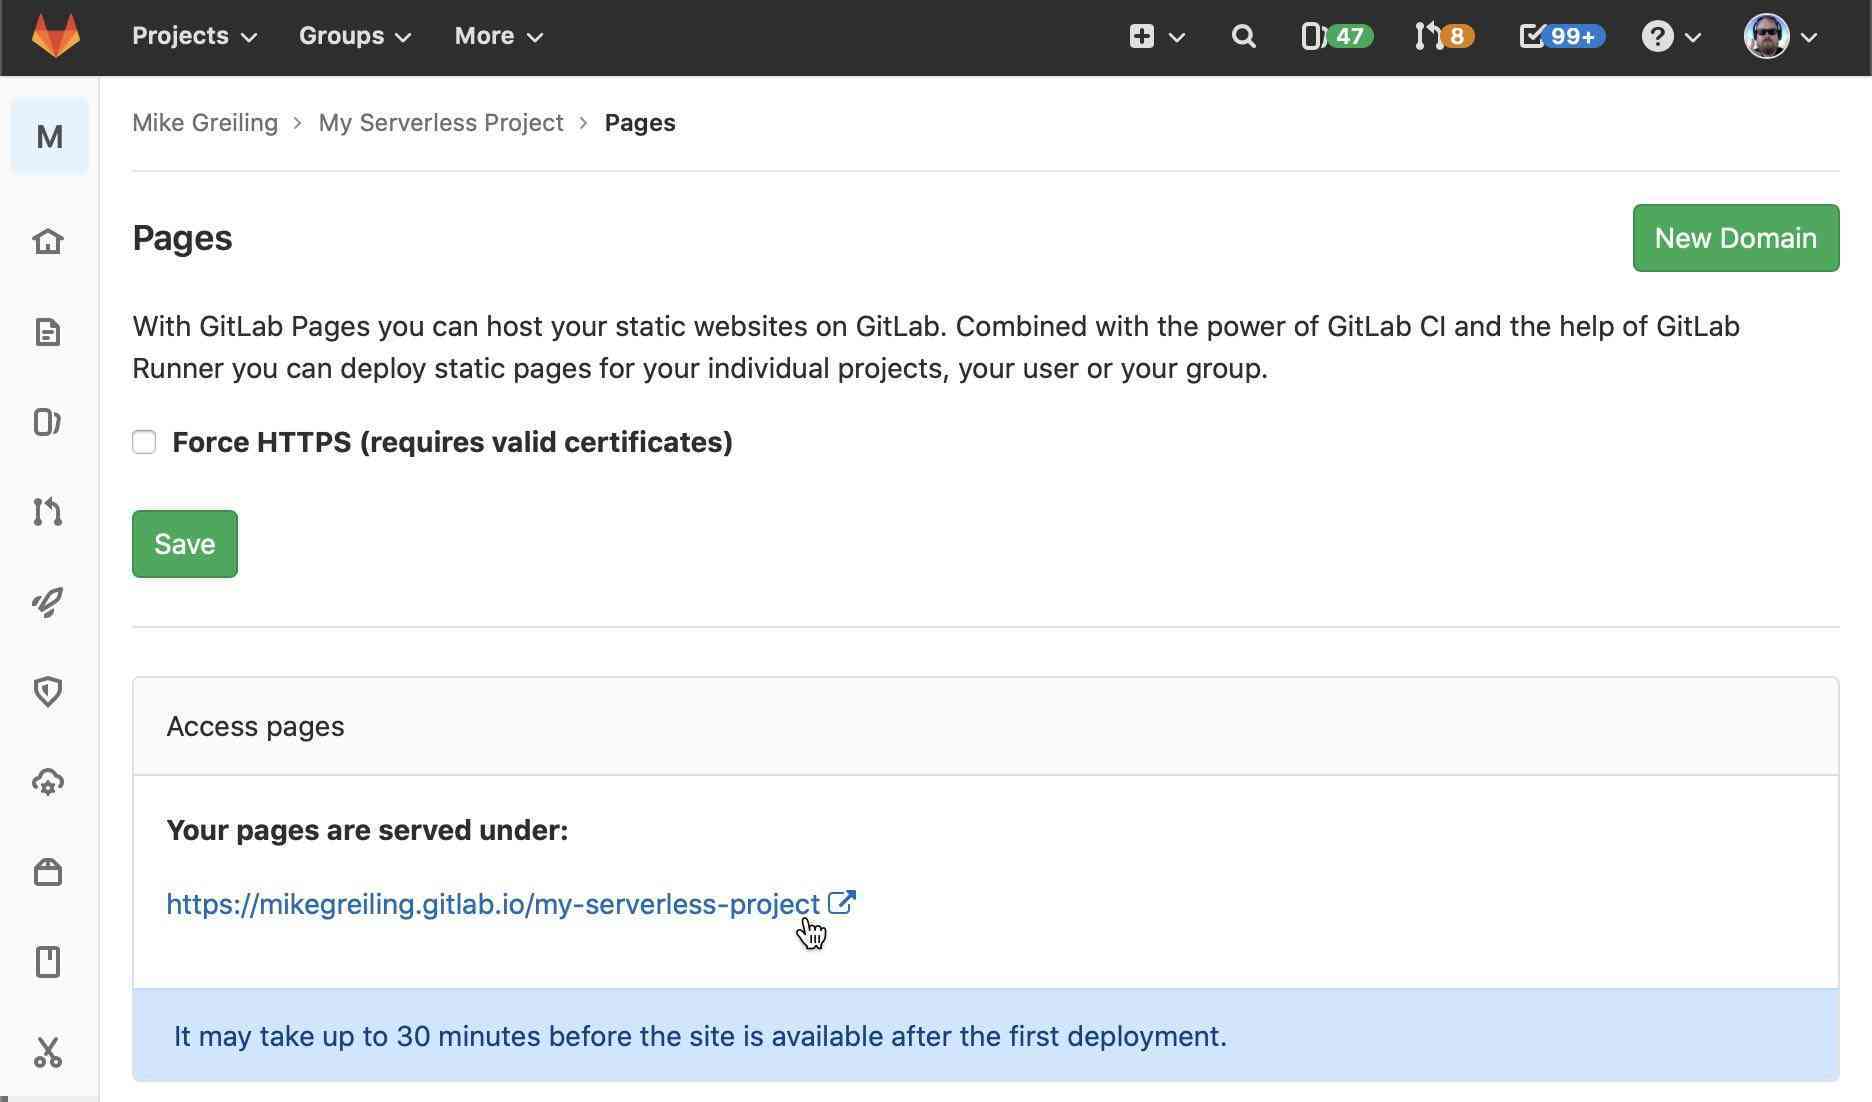 Projects Groups More 47 8 99+
M
Mike Greiling > My Serverless Project > Pages
Pages
New Domain
With GitLab Pages you can host your static websites on GitLab. Combined with the power of GitLab CI and the help of GitLab
Runner you can deploy static pages for your individual projects, your user or your group.
Force HTTPS (requires valid certificates)
Save
Access pages
Your pages are served under:
https://mikegreiling.gitlab.io/my-serverless-project
It may take up to 30 minutes before the site is available after the first deployment.